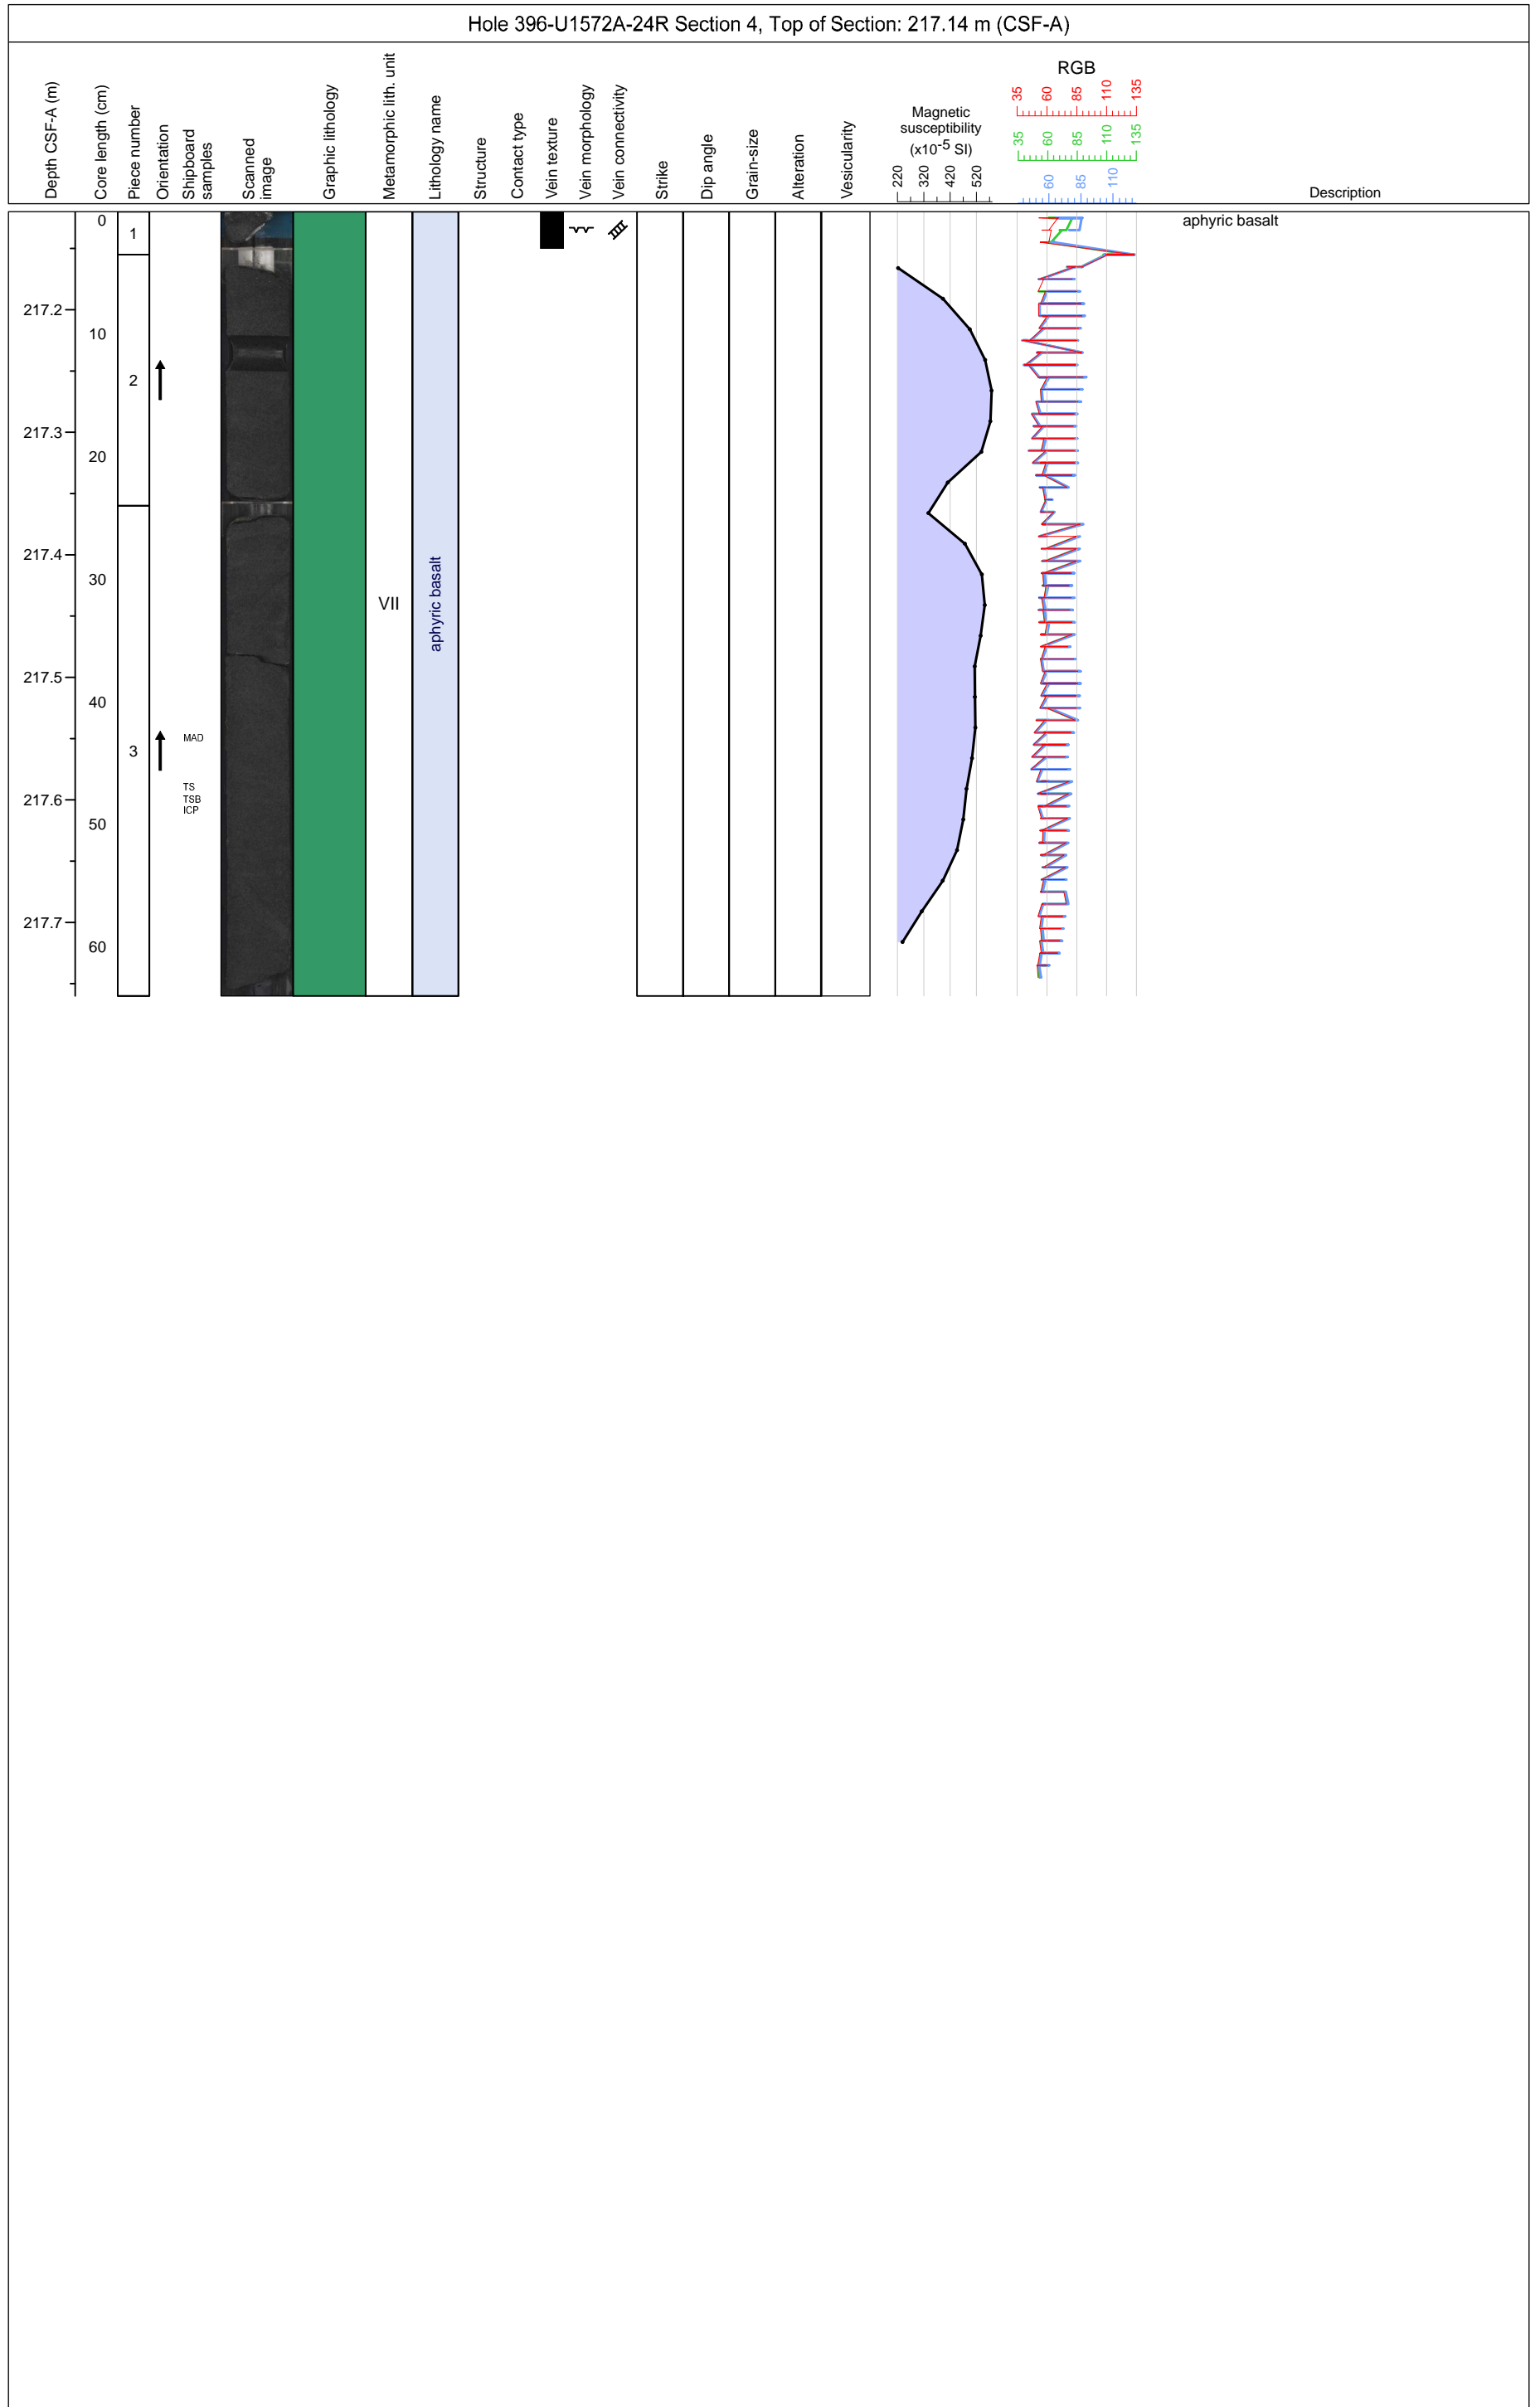 Hole 396-U1572A-24R Section 4, Top of Section: 217.14 m (CSF-A)
Depth CSF-A (m)
Core length (cm)
Piece number
Orientation
Shipboard
samples
Scanned
image
Graphic lithology
Metamorphic lith. unit
Lithology name
Structure
Contact type
Vein texture
Vein morphology
Vein connectivity
Strike
Dip angle
Grain-size
Alteration
Vesicularity
Magnetic
susceptibility
(x10-5 SI)
220
320
420
520
RGB
35 60 85 110 135
35 60 85 110 135
60 85 110
Description
0
1
aphyric basalt
217.2
10
2
217.3
20
217.4
30
VII
aphyric basalt
217.5
40
3
MAD
TS
TSB
ICP
217.6
50
217.7
60